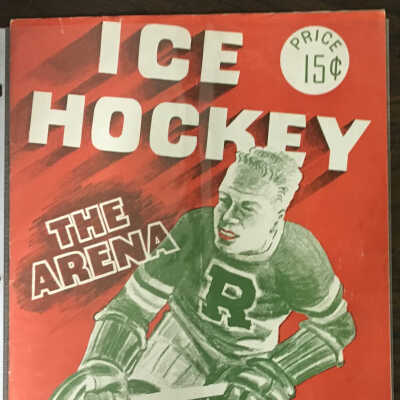 ICE
PRICE
15¢
HOCKEY
THE
ARENA
R